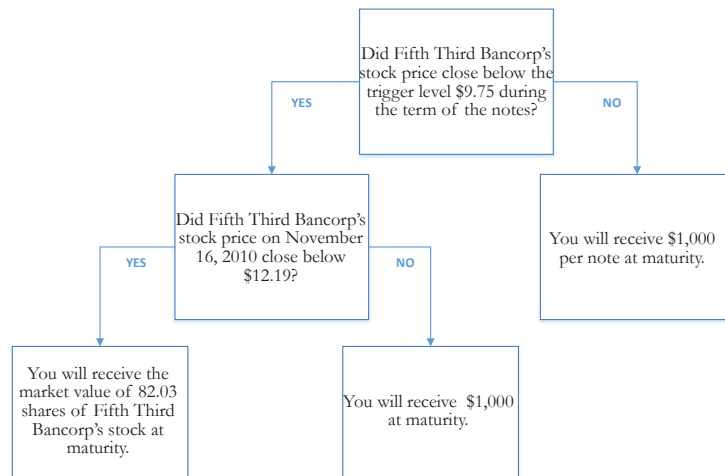 Did Fifth Third Bancorp's
stock price close below the
trigger level $9.75 during
the term of the notes?
YES
NO
Did Fifth Third Bancorp's
stock price on November
16, 2010 close below
$12.19?
You will receive $1,000
per note at maturity.
YES
NO
You will receive the
market value of 82.03
shares of Fifth Third
Bancorp's stock at
maturity.
You will receive $1,000
at maturity.